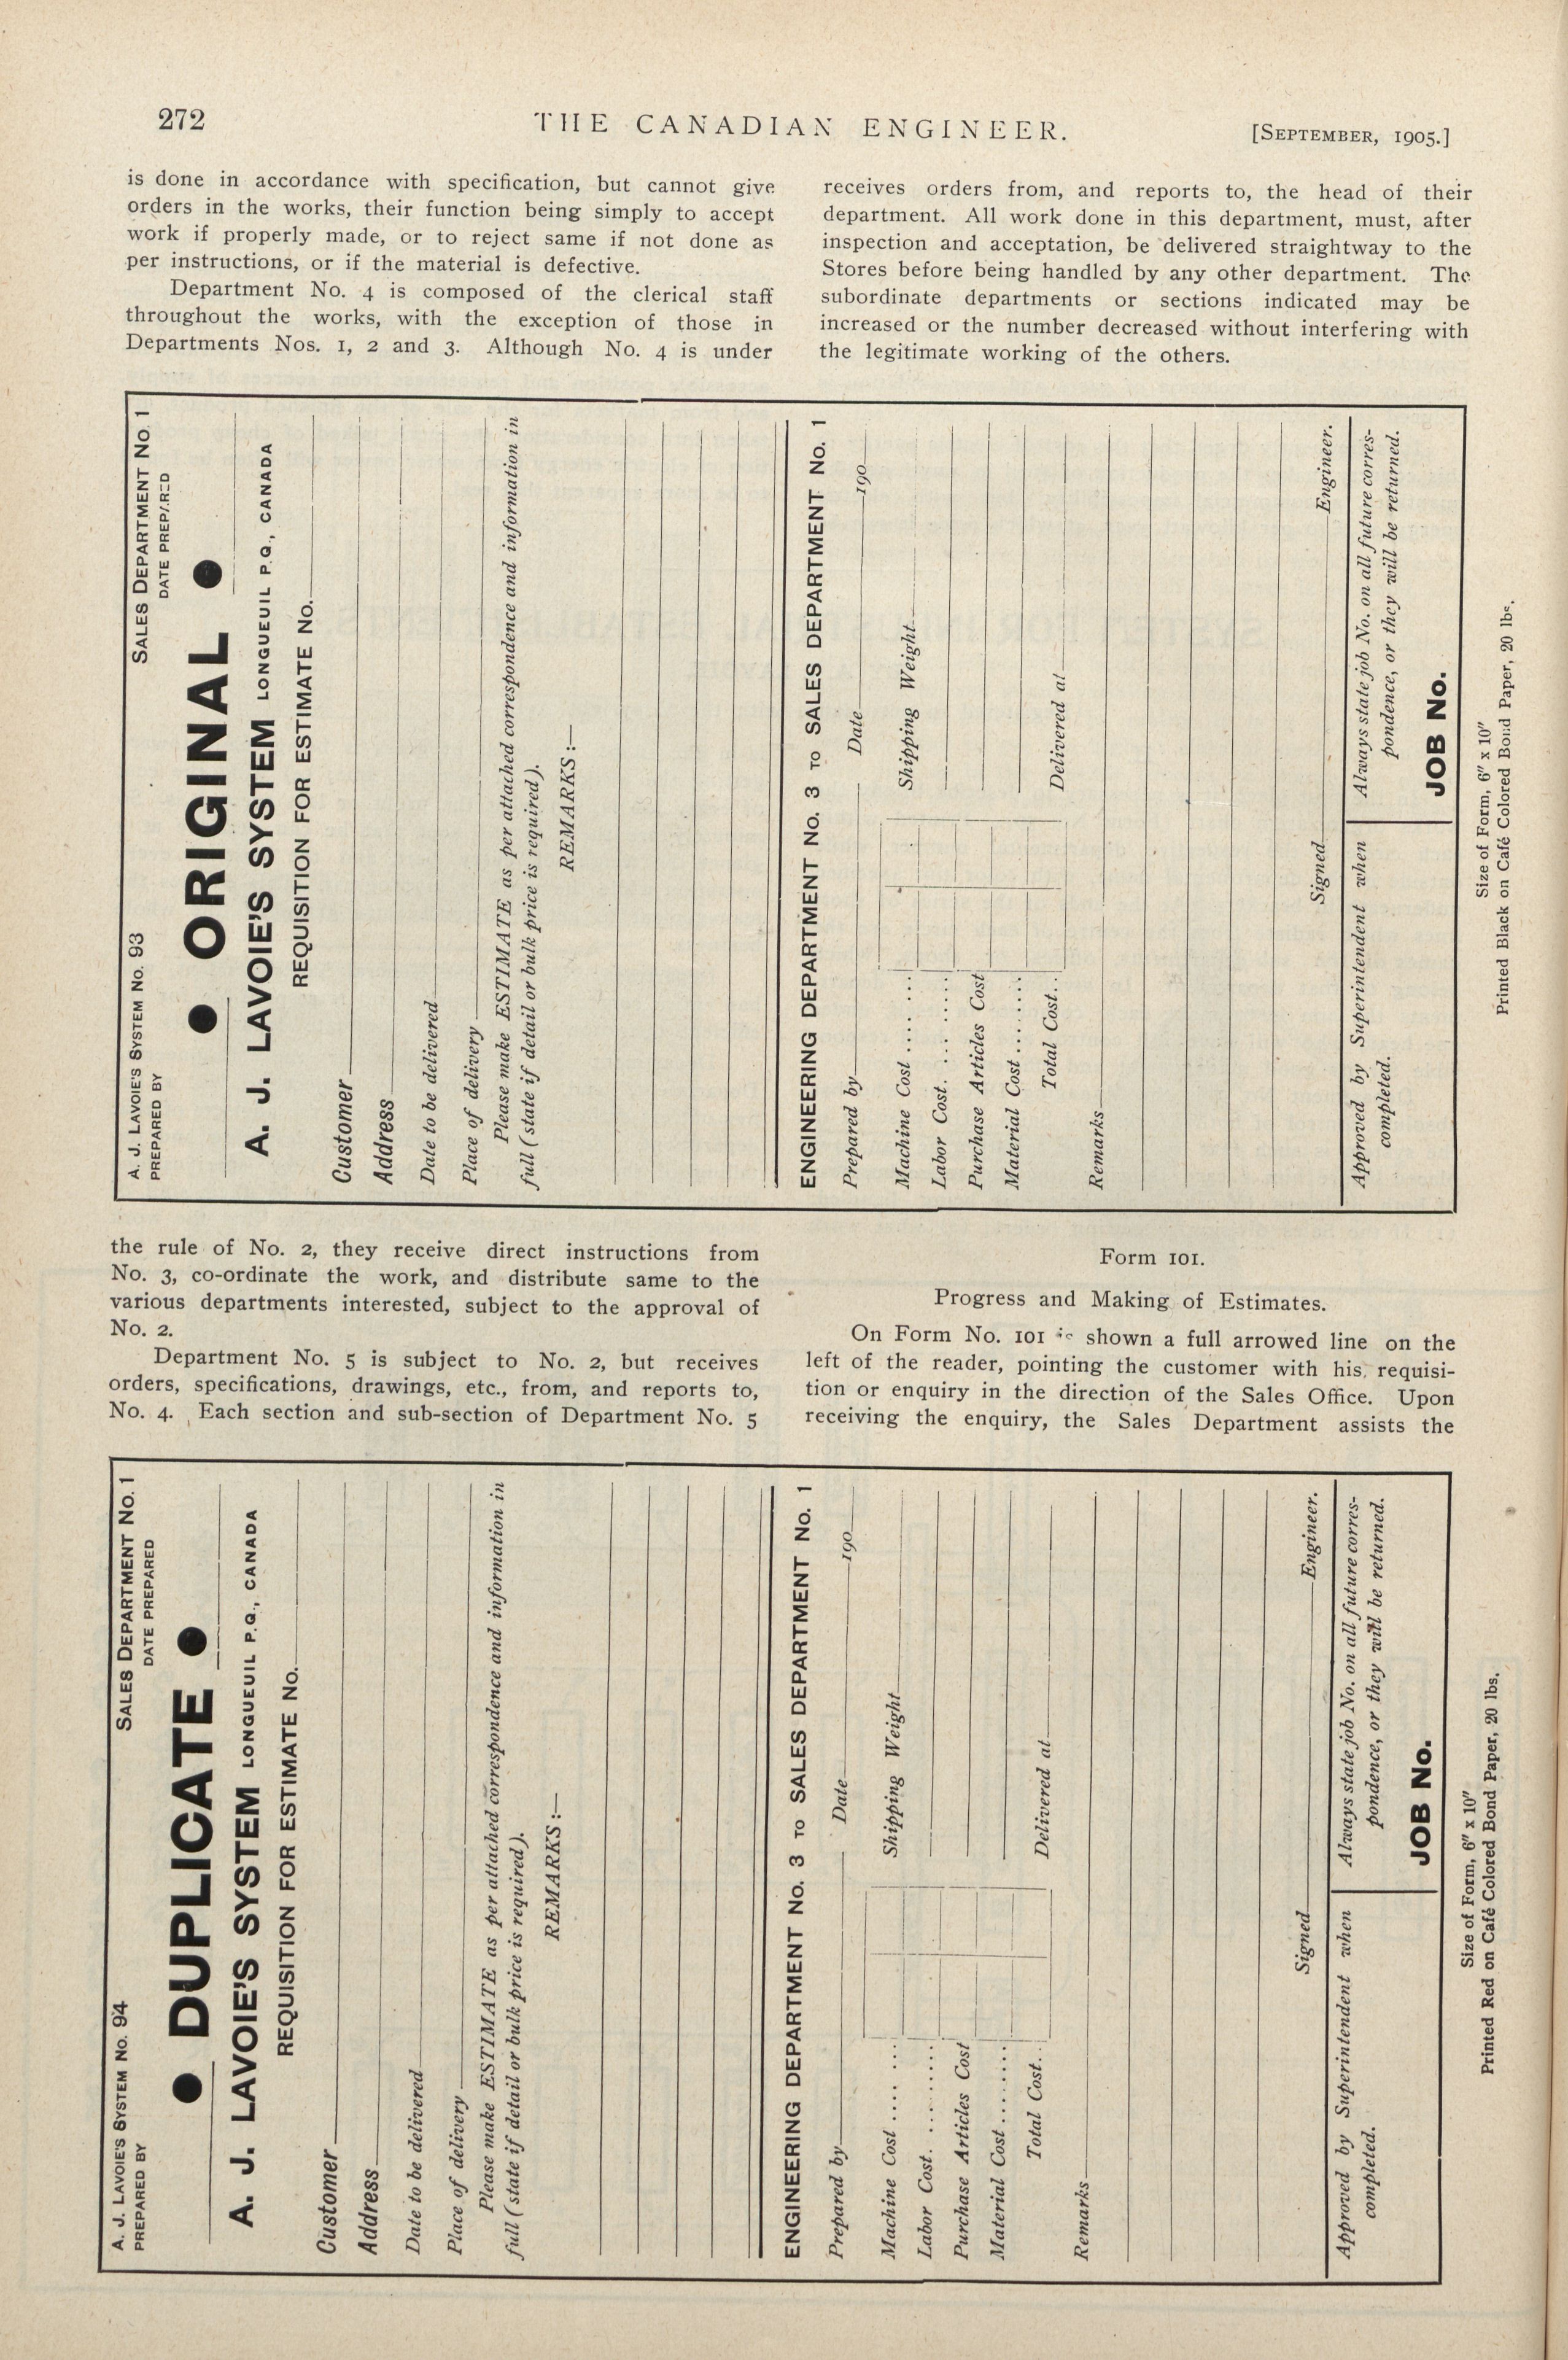 272
THE CANADIAN ENGINEER.
[SEPTEMBER, 1905.]
is done in accordance with specification, but cannot give
orders in the works, their function being simply to accept
work if properly made, or to reject same if not done as
per instructions, or if the material is defective.
Department No. 4 is composed of the clerical staff
throughout the works, with the exception of those in
Departments Nos. 1, 2 and 3. Although No. 4 is under
receives orders from, and reports to, the head of their
department. All work done in this department, must, after
inspection and acceptation, be delivered straightway to the
Stores before being handled by any other department. The
subordinate departments or sections indicated may be
increased or the number decreased without interfering with
the legitimate working of the others.
A. J. LAVOIE'S SYSTEM No. 93
SALES DEPARTMENT No. 1
PREPARED BY
DATE PREPARED
● ORIGINAL ●
A. J. LAVOIE'S SYSTEM LONGUEUIL P.Q., CANADA
REQUISITION FOR ESTIMATE No.
Customer
Address
Date to be delivered
Place of delivery
Please make ESTIMATE as per attached correspondence and information in
full (state if detail or bulk price is required).
REMARKS:—
ENGINEERING DEPARTMENT No. 3 TO SALES DEPARTMENT No. 1
Prepared by
Date 190
Machine Cost
Shipping Weight
Labor Cost
Purchase Articles Cost
Material Cost
Total Cost
Delivered at
Remarks
Signed Engineer.
Approved by Superintendent when
completed.
Always state job No. on all future corres-
pondence, or they will be returned.
JOB No.
Size of Form, 6" x 10"
Printed Black on Café Colored Bond Paper, 20 lbs.
the rule of No. 2, they receive direct instructions from
No. 3, co-ordinate the work, and distribute same to the
various departments interested, subject to the approval of
No. 2.
Department No. 5 is subject to No. 2, but receives
orders, specifications, drawings, etc., from, and reports to,
No. 4. Each section and sub-section of Department No. 5
Form 101.
Progress and Making of Estimates.
On Form No. 101 is shown a full arrowed line on the
left of the reader, pointing the customer with his requisi-
tion or enquiry in the direction of the Sales Office. Upon
receiving the enquiry, the Sales Department assists the
A. J. LAVOIE'S SYSTEM No. 94
SALES DEPARTMENT No. 1
PREPARED BY
DATE PREPARED
● DUPLICATE ●
A. J. LAVOIE'S SYSTEM LONGUEUIL P.Q., CANADA
REQUISITION FOR ESTIMATE No.
Customer
Address
Date to be delivered
Place of delivery
Please make ESTIMATE as per attached correspondence and information in
full (state if detail or bulk price is required).
REMARKS:—
ENGINEERING DEPARTMENT No. 3 TO SALES DEPARTMENT No. 1
Prepared by
Date 190
Machine Cost
Shipping Weight
Labor Cost
Purchase Articles Cost
Material Cost
Total Cost
Delivered at
Remarks
Signed Engineer.
Approved by Superintendent when
completed.
Always state job No. on all future corres-
pondence, or they will be returned.
JOB No.
Size of Form, 6" x 10"
Printed Red on Café Colored Bond Paper, 20 lbs.